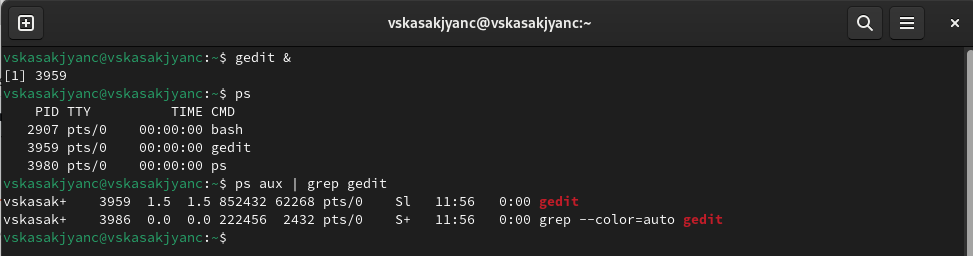 vskasakjyanc@vskasakjyanc:~
vskasakjyanc@vskasakjyanc:~$ gedit &
[1] 3959
vskasakjyanc@vskasakjyanc:~$ ps
    PID TTY          TIME CMD
   2907 pts/0    00:00:00 bash
   3959 pts/0    00:00:00 gedit
   3980 pts/0    00:00:00 ps
vskasakjyanc@vskasakjyanc:~$ ps aux | grep gedit
vskasak+    3959  1.5  1.5 852432 62268 pts/0    Sl   11:56   0:00 gedit
vskasak+    3986  0.0  0.0 222456  2432 pts/0    S+   11:56   0:00 grep --color=auto gedit
vskasakjyanc@vskasakjyanc:~$